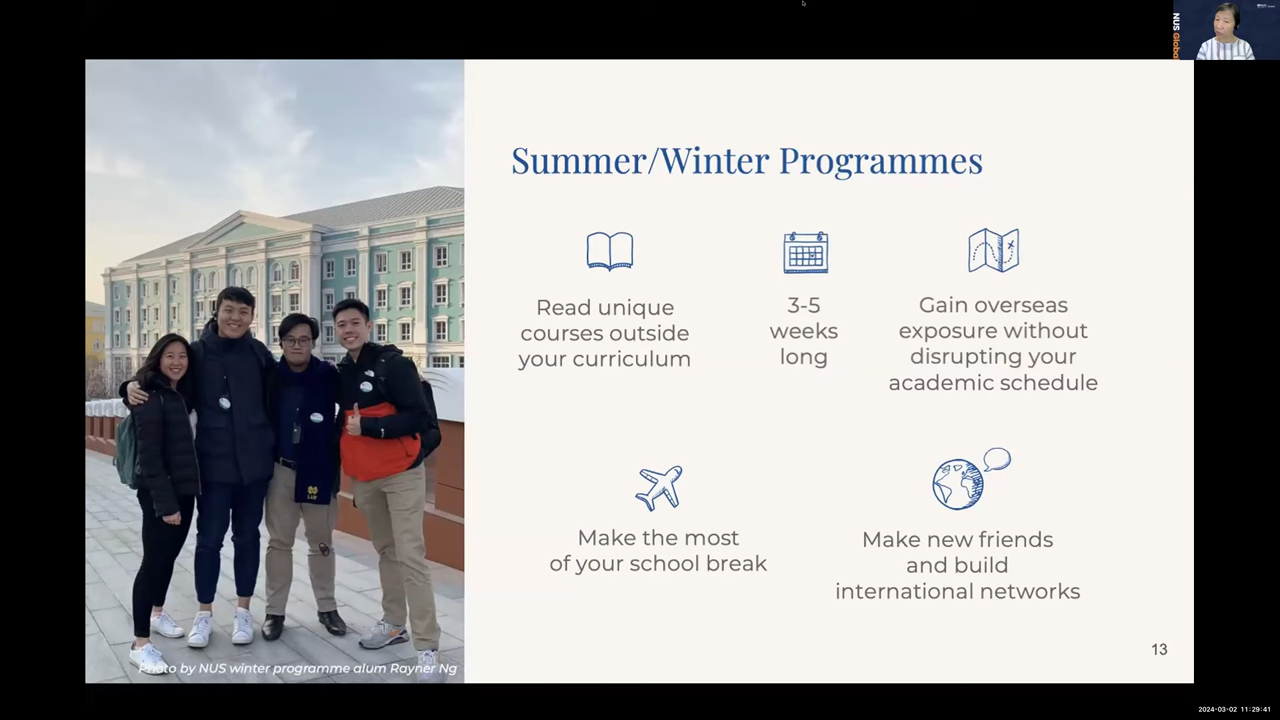 NUS Global
Summer/Winter Programmes
Read unique
courses outside
your curriculum
3-5
weeks
long
Gain overseas
exposure without
disrupting your
academic schedule
Make the most
of your school break
Make new friends
and build
international networks
Photo by NUS winter programme alum Rayner Ng
13
2024-03-02 11:29:41